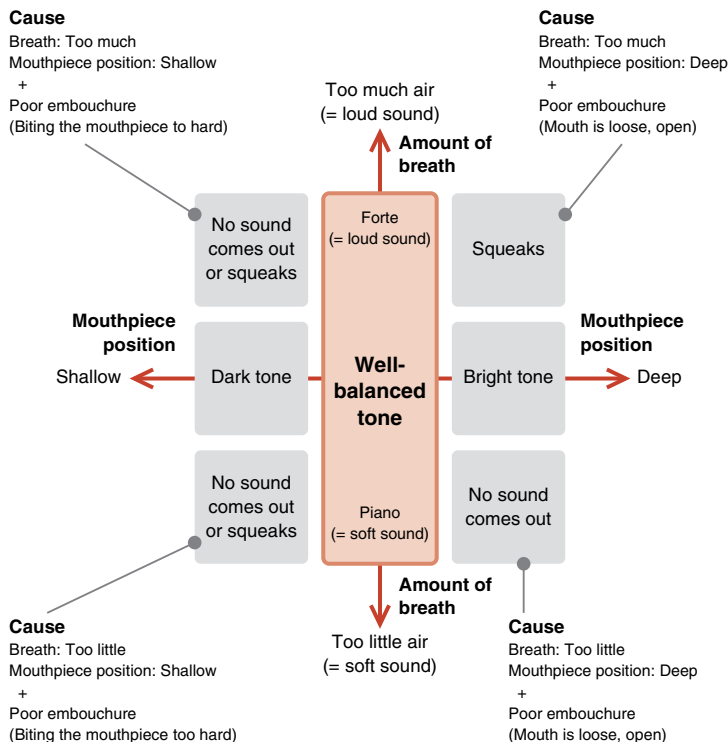 Cause
Breath: Too much
Mouthpiece position: Shallow
+
Poor embouchure
(Biting the mouthpiece to hard)
Cause
Breath: Too much
Mouthpiece position: Deep
+
Poor embouchure
(Mouth is loose, open)
Too much air
(= loud sound)
Amount of
breath
No sound
comes out
or squeaks
Forte
(= loud sound)
Squeaks
Mouthpiece
position
Shallow
Dark tone
Well-
balanced
tone
Bright tone
Mouthpiece
position
Deep
No sound
comes out
or squeaks
Piano
(= soft sound)
No sound
comes out
Amount of
breath
Too little air
(= soft sound)
Cause
Breath: Too little
Mouthpiece position: Shallow
+
Poor embouchure
(Biting the mouthpiece too hard)
Cause
Breath: Too little
Mouthpiece position: Deep
+
Poor embouchure
(Mouth is loose, open)